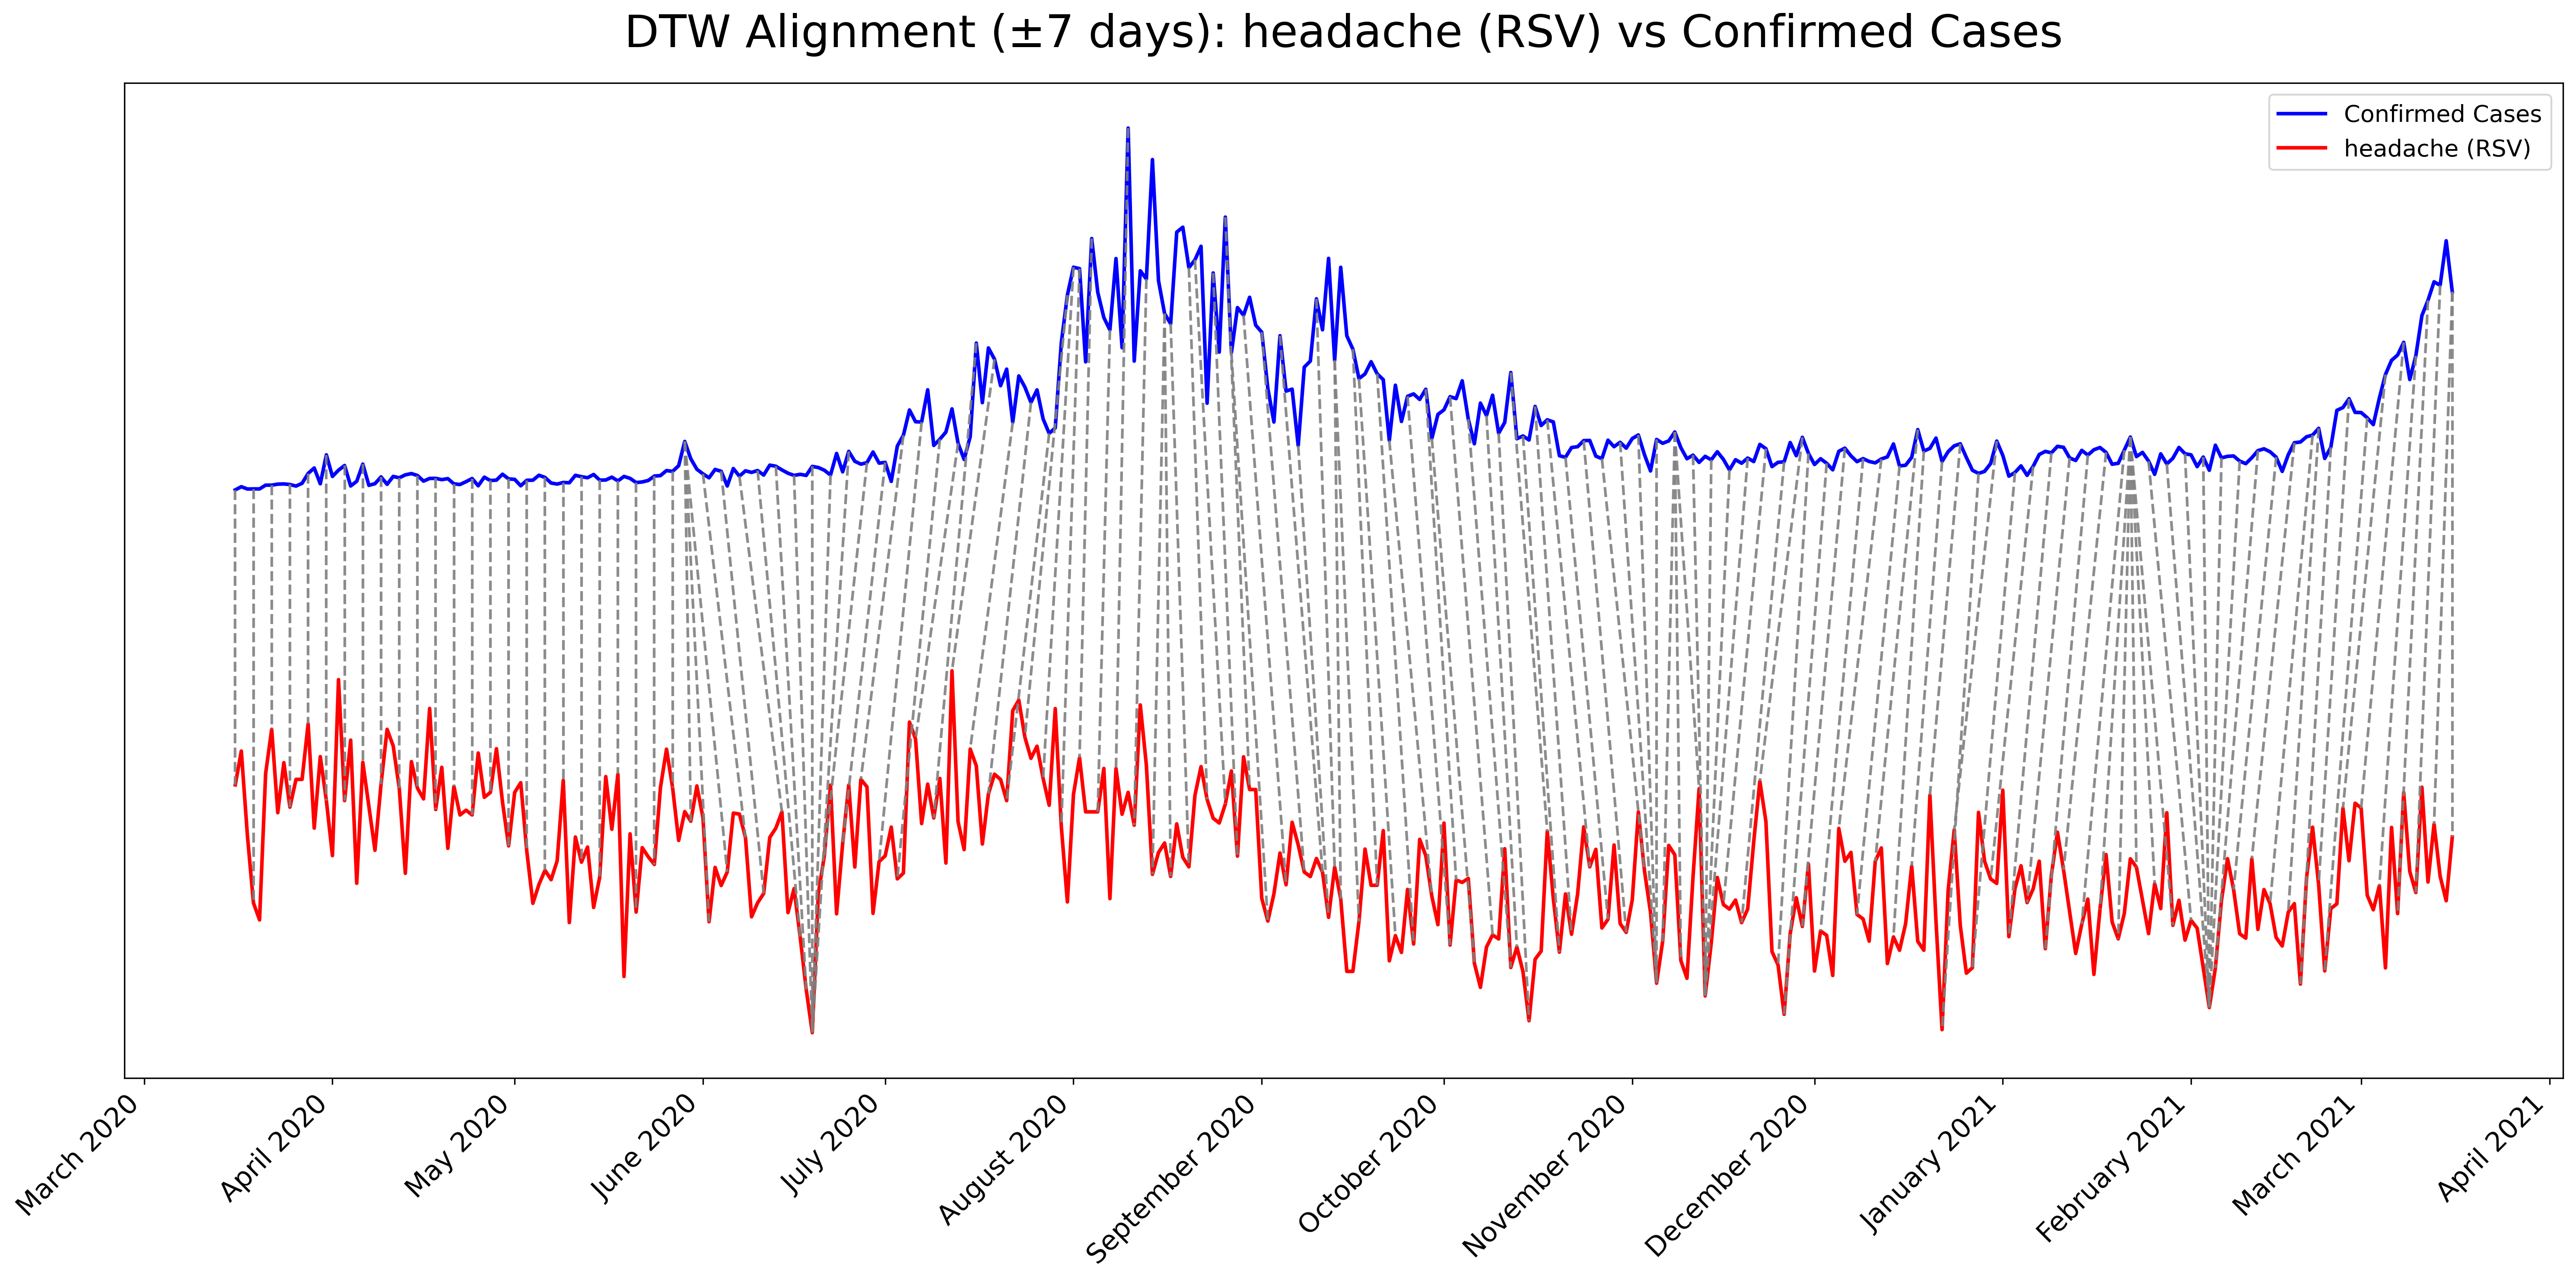 DTW Alignment (±7 days): headache (RSV) vs Confirmed Cases
Confirmed Cases
headache (RSV)
March 2020
April 2020
May 2020
June 2020
July 2020
August 2020
September 2020
October 2020
November 2020
December 2020
January 2021
February 2021
March 2021
April 2021